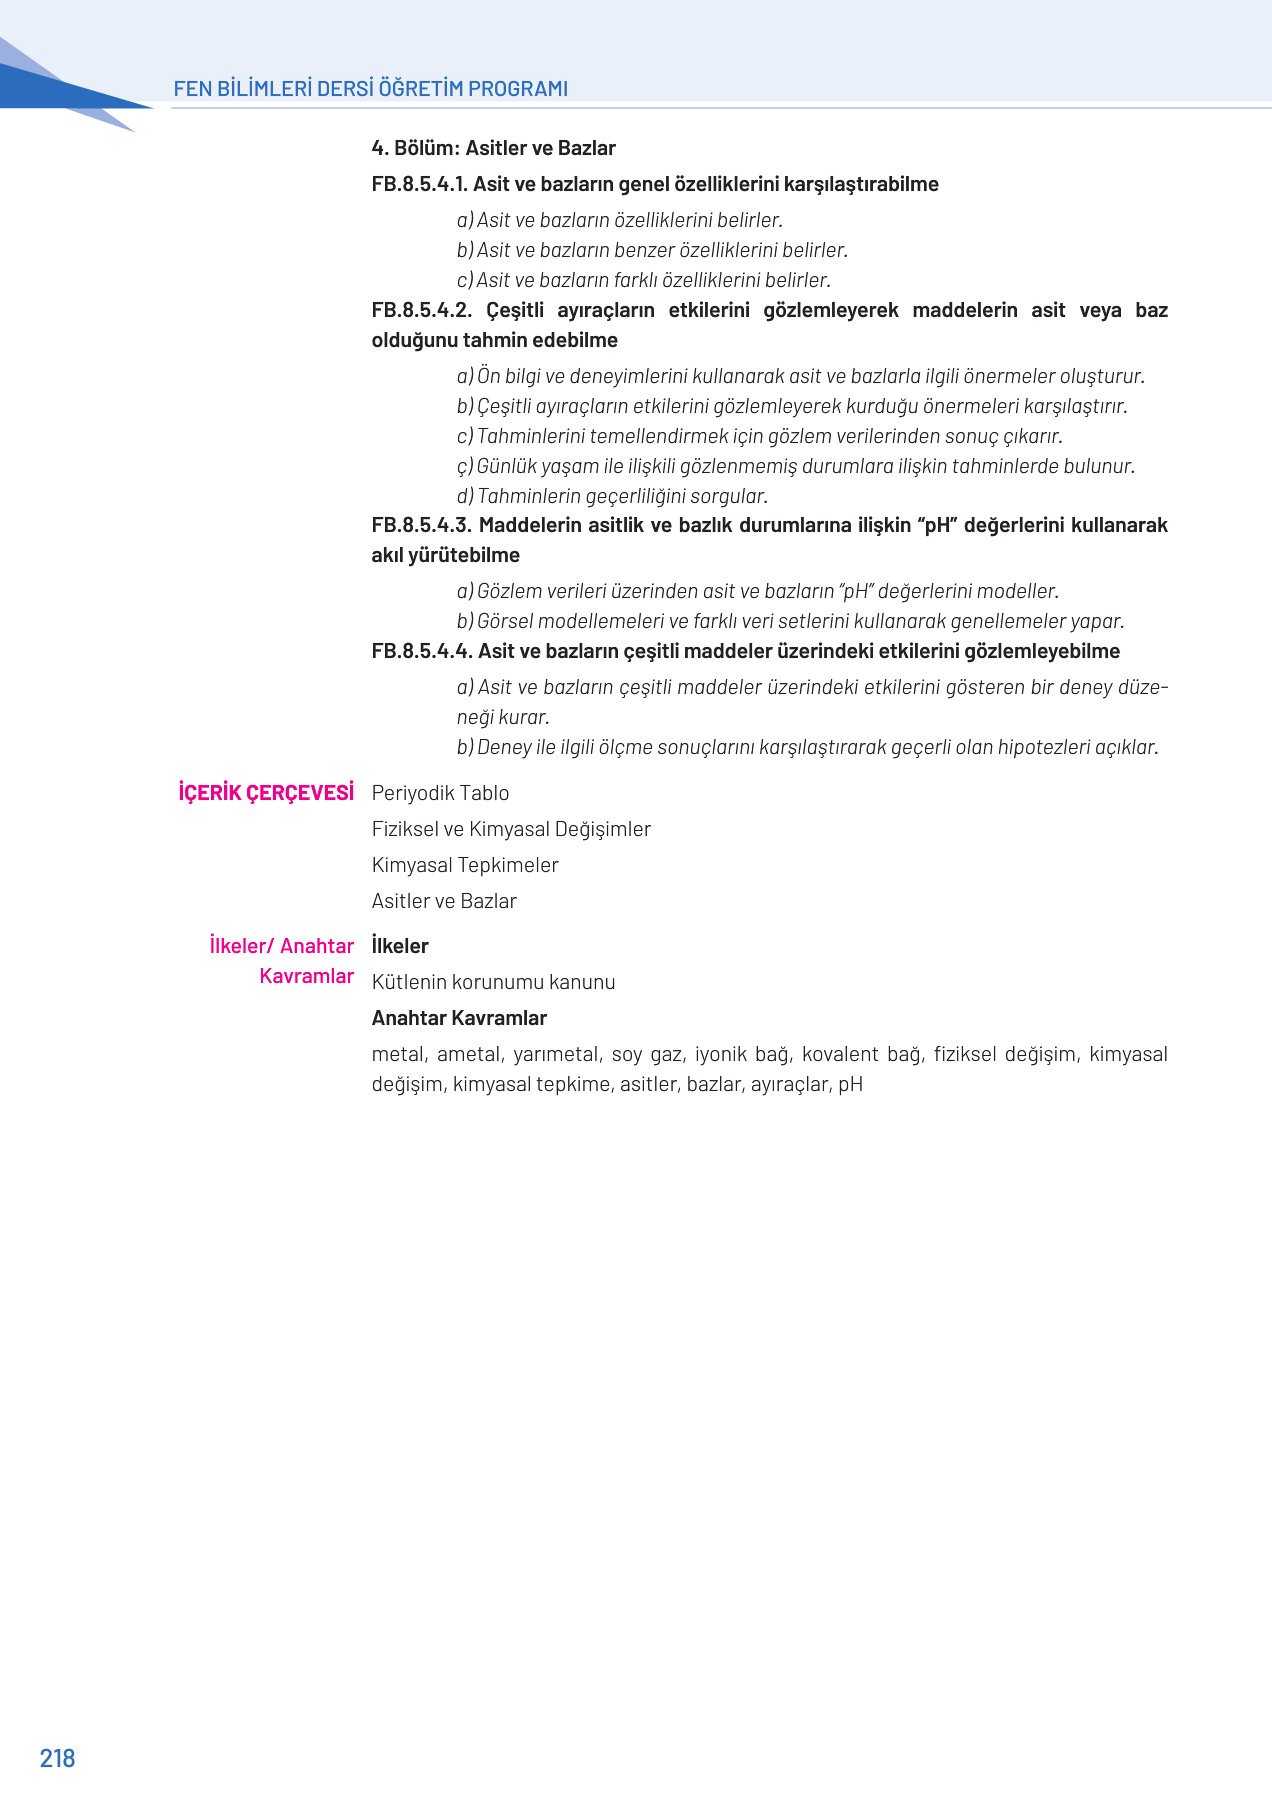 FEN BİLİMLERİ DERSİ ÖĞRETİM PROGRAMI
4. Bölüm: Asitler ve Bazlar
FB.8.5.4.1. Asit ve bazların genel özelliklerini karşılaştırabilme
a) Asit ve bazların özelliklerini belirler.
b) Asit ve bazların benzer özelliklerini belirler.
c) Asit ve bazların farklı özelliklerini belirler.
FB.8.5.4.2. Çeşitli ayıraçların etkilerini gözlemleyerek maddelerin asit veya baz
olduğunu tahmin edebilme
a) Ön bilgi ve deneyimlerini kullanarak asit ve bazlarla ilgili önermeler oluşturur.
b) Çeşitli ayıraçların etkilerini gözlemleyerek kurduğu önermeleri karşılaştırır.
c) Tahminlerini temellendirmek için gözlem verilerinden sonuç çıkarır.
ç) Günlük yaşam ile ilişkili gözlenmemiş durumlara ilişkin tahminlerde bulunur.
d) Tahminlerin geçerliliğini sorgular.
FB.8.5.4.3. Maddelerin asitlik ve bazlık durumlarına ilişkin “pH” değerlerini kullanarak
akıl yürütebilme
a) Gözlem verileri üzerinden asit ve bazların “pH” değerlerini modeller.
b) Görsel modellemeleri ve farklı veri setlerini kullanarak genellemeler yapar.
FB.8.5.4.4. Asit ve bazların çeşitli maddeler üzerindeki etkilerini gözlemleyebilme
a) Asit ve bazların çeşitli maddeler üzerindeki etkilerini gösteren bir deney düze-
neği kurar.
b) Deney ile ilgili ölçme sonuçlarını karşılaştırarak geçerli olan hipotezleri açıklar.
İÇERİK ÇERÇEVESİ Periyodik Tablo
Fiziksel ve Kimyasal Değişimler
Kimyasal Tepkimeler
Asitler ve Bazlar
İlkeler/ Anahtar
Kavramlar
İlkeler
Kütlenin korunumu kanunu
Anahtar Kavramlar
metal, ametal, yarımetal, soy gaz, iyonik bağ, kovalent bağ, fiziksel değişim, kimyasal
değişim, kimyasal tepkime, asitler, bazlar, ayıraçlar, pH
218